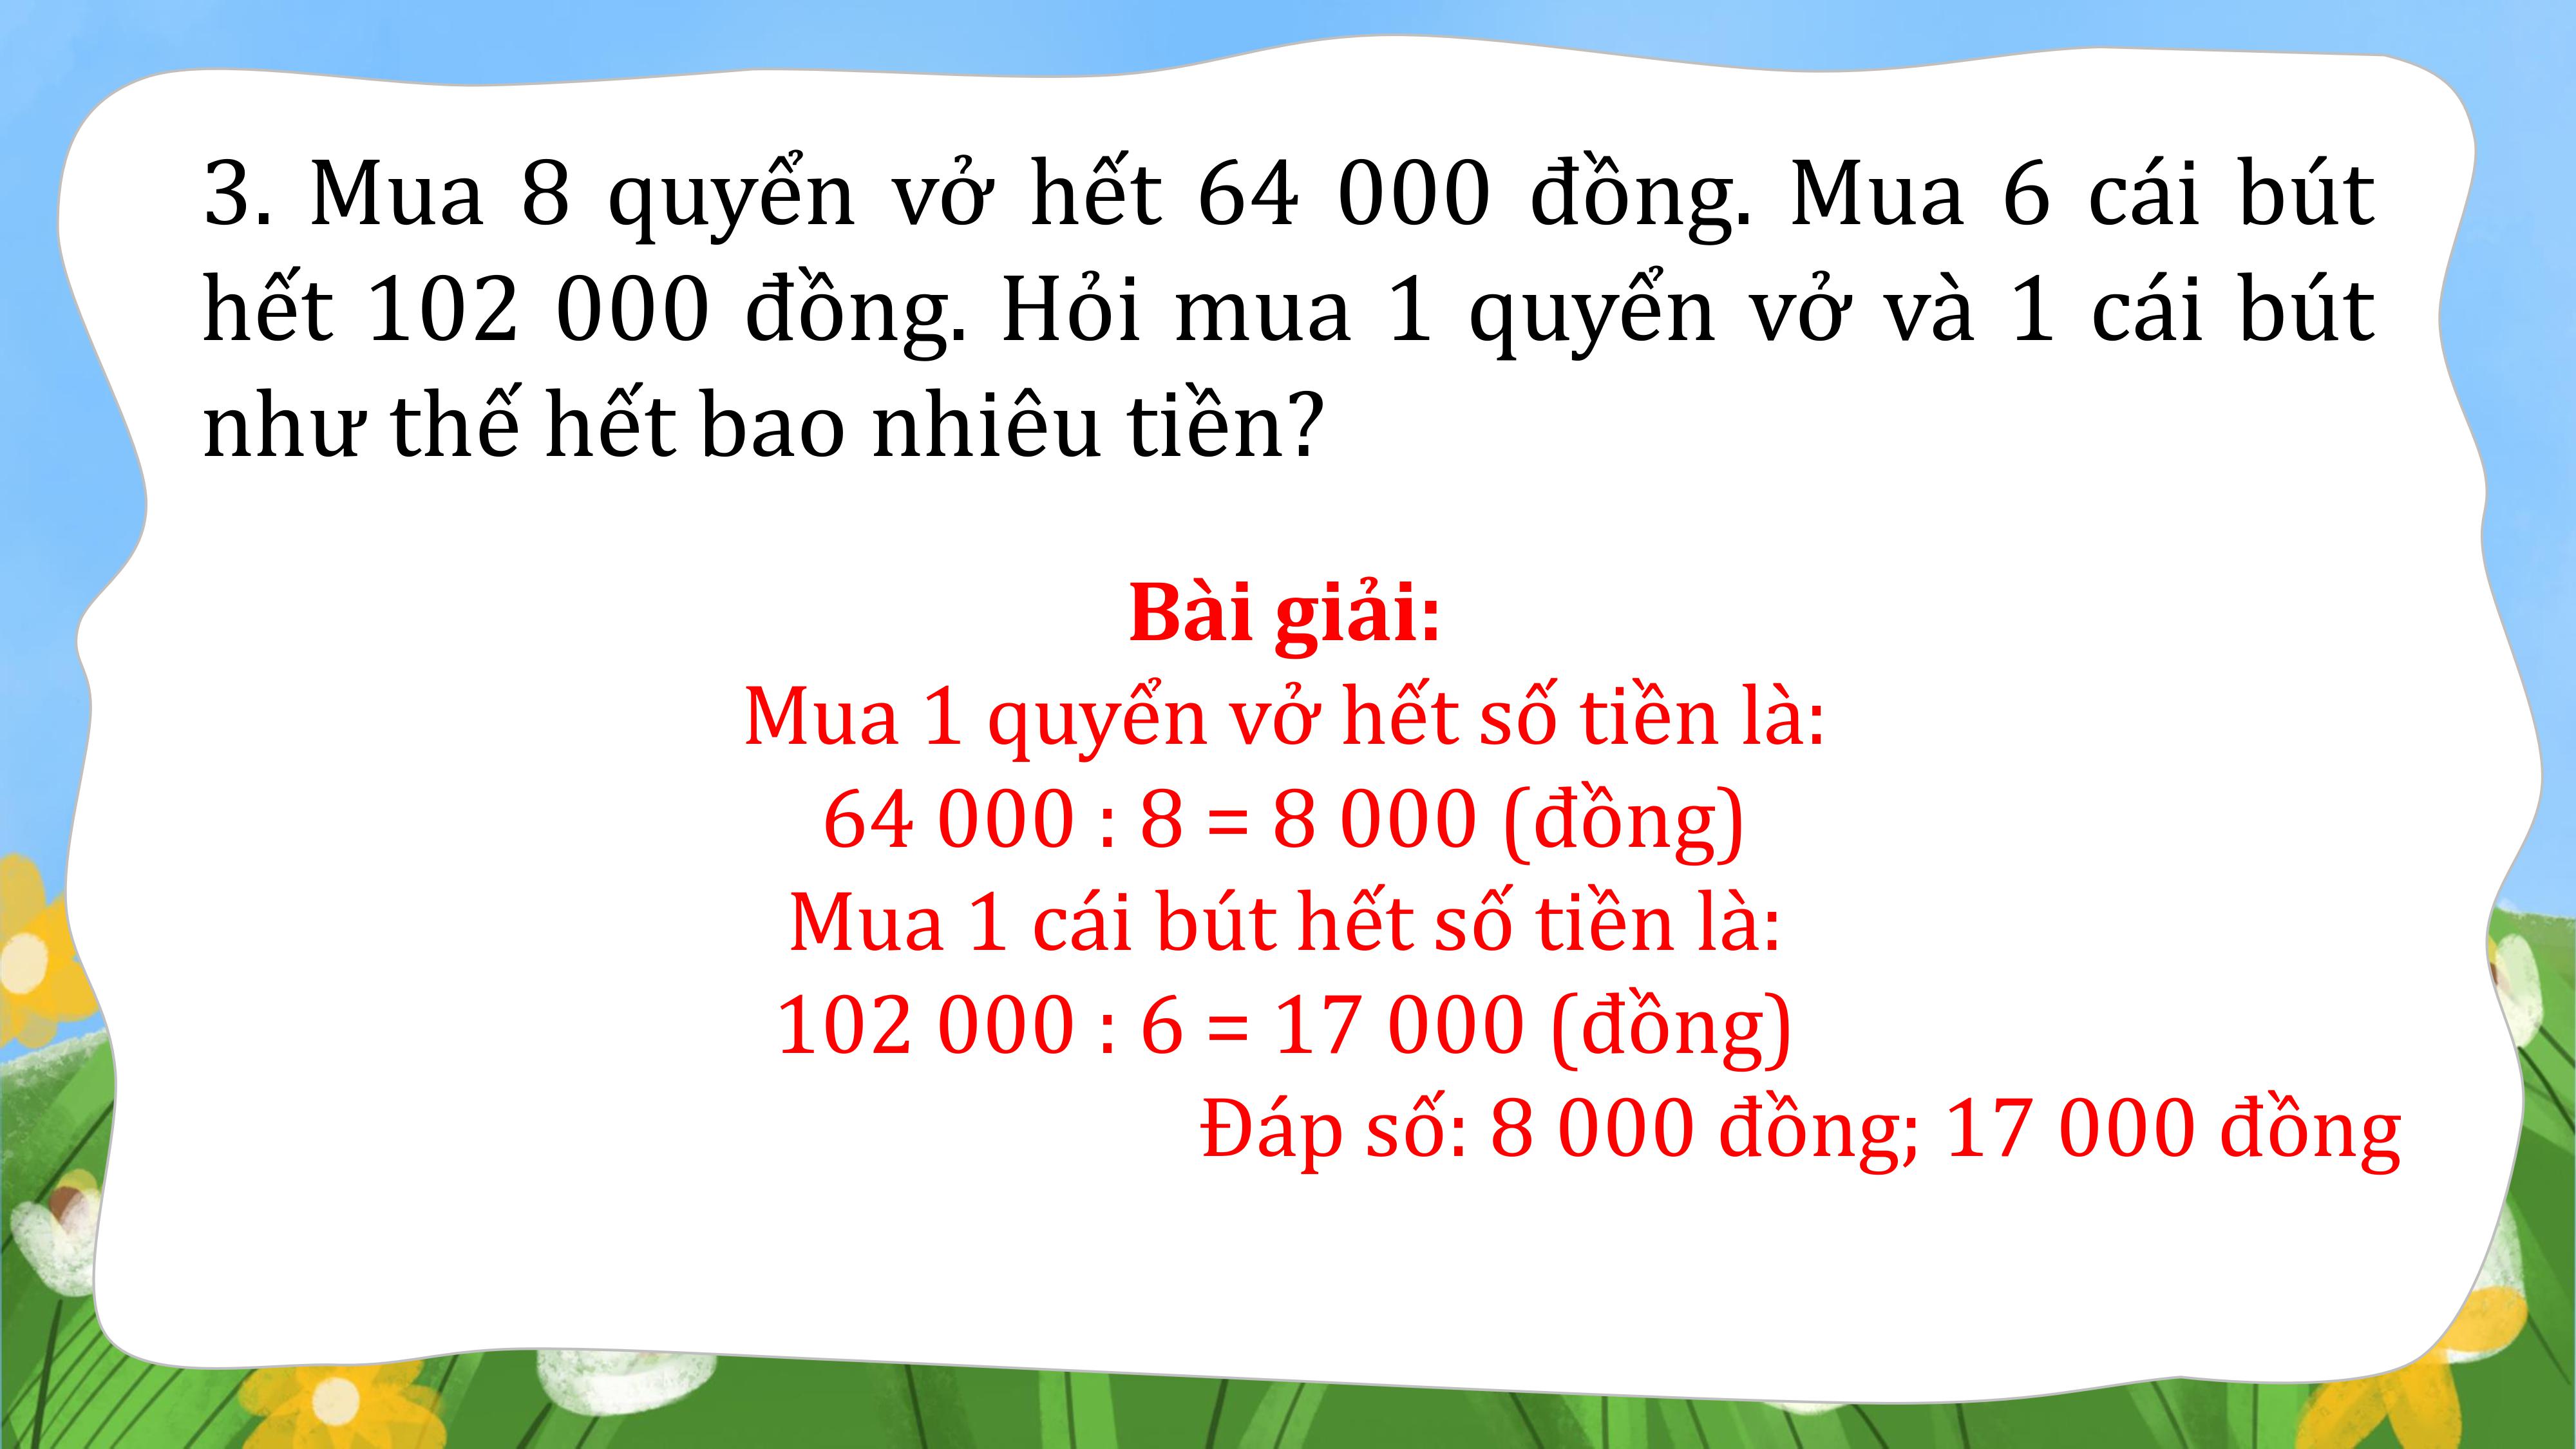 3. Mua 8 quyển vở hết 64 000 đồng. Mua 6 cái bút
hết 102 000 đồng. Hỏi mua 1 quyển vở và 1 cái bút
như thế hết bao nhiêu tiền?
Bài giải:
Mua 1 quyển vở hết số tiền là:
64 000 : 8 = 8 000 (đồng)
Mua 1 cái bút hết số tiền là:
102 000 : 6 = 17 000 (đồng)
Đáp số: 8 000 đồng; 17 000 đồng